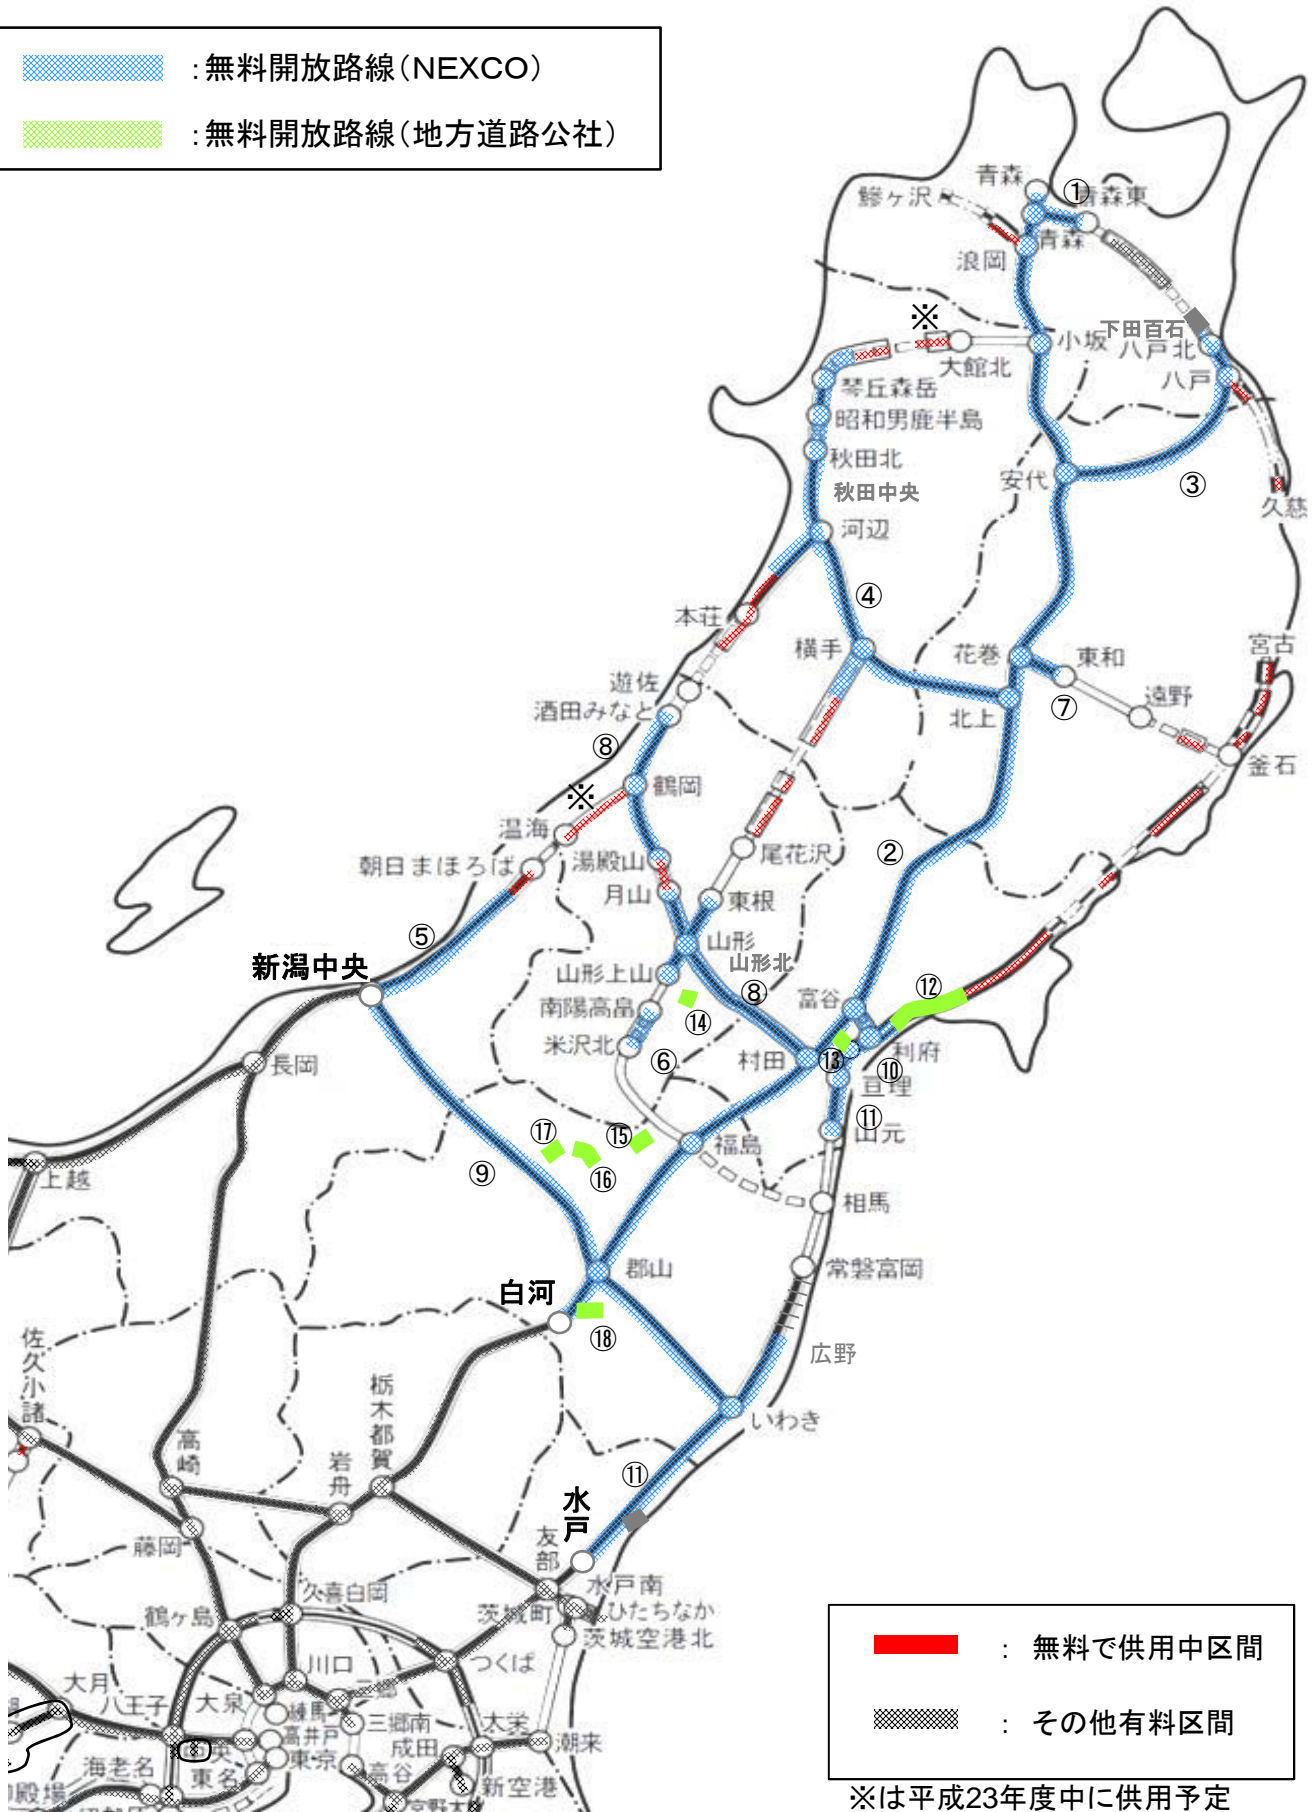 ：無料開放路線（NEXCO）
：無料開放路線（地方道路公社）
青森
①
青森東
鰺ヶ沢
青森
浪岡
※
下田百石
小坂
八戸北
大館北
八戸
琴丘森岳
昭和男鹿半島
秋田北
安代
③
秋田中央
久慈
河辺
④
本荘
横手
花巻
東和
宮古
遊佐
酒田みなと
北上
⑦
遠野
⑧
釜石
鶴岡
※
温海
尾花沢
②
湯殿山
朝日まほろば
月山
東根
⑤
山形
新潟中央
山形北
山形上山
⑧
富谷
⑫
南陽高畠
⑭
長岡
米沢北
⑥
村田
⑬
利府
⑩
亘理
⑪
山元
⑰
⑮
福島
上越
⑨
⑯
相馬
郡山
常磐富岡
白河
⑱
広野
佐久小諸
栃木都賀
いわき
高崎
岩舟
⑪
水戸
藤岡
友部
水戸南
久喜白岡
茨城町
ひたちなか
鶴ヶ島
茨城空港北
川口
つくば
大月
八王子
大泉
三郷
練馬
三郷南
大栄
高井戸
成田
潮来
海老名
東名
東京
高谷
新空港
：無料で供用中区間
：その他有料区間
※は平成23年度中に供用予定